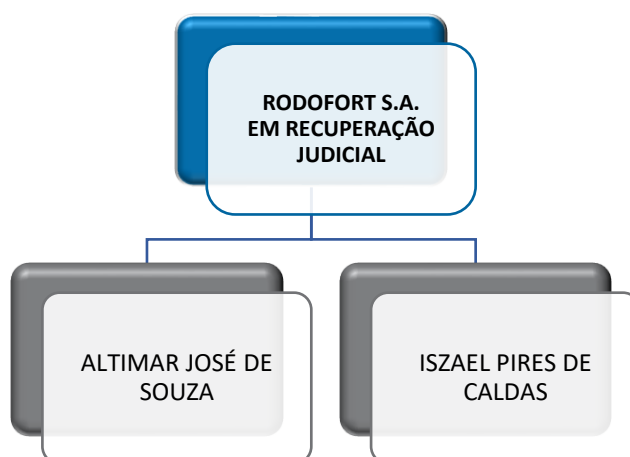 RODOFORT S.A.
EM RECUPERAÇÃO
JUDICIAL
ALTIMAR JOSÉ DE
SOUZA
ISZAEL PIRES DE
CALDAS